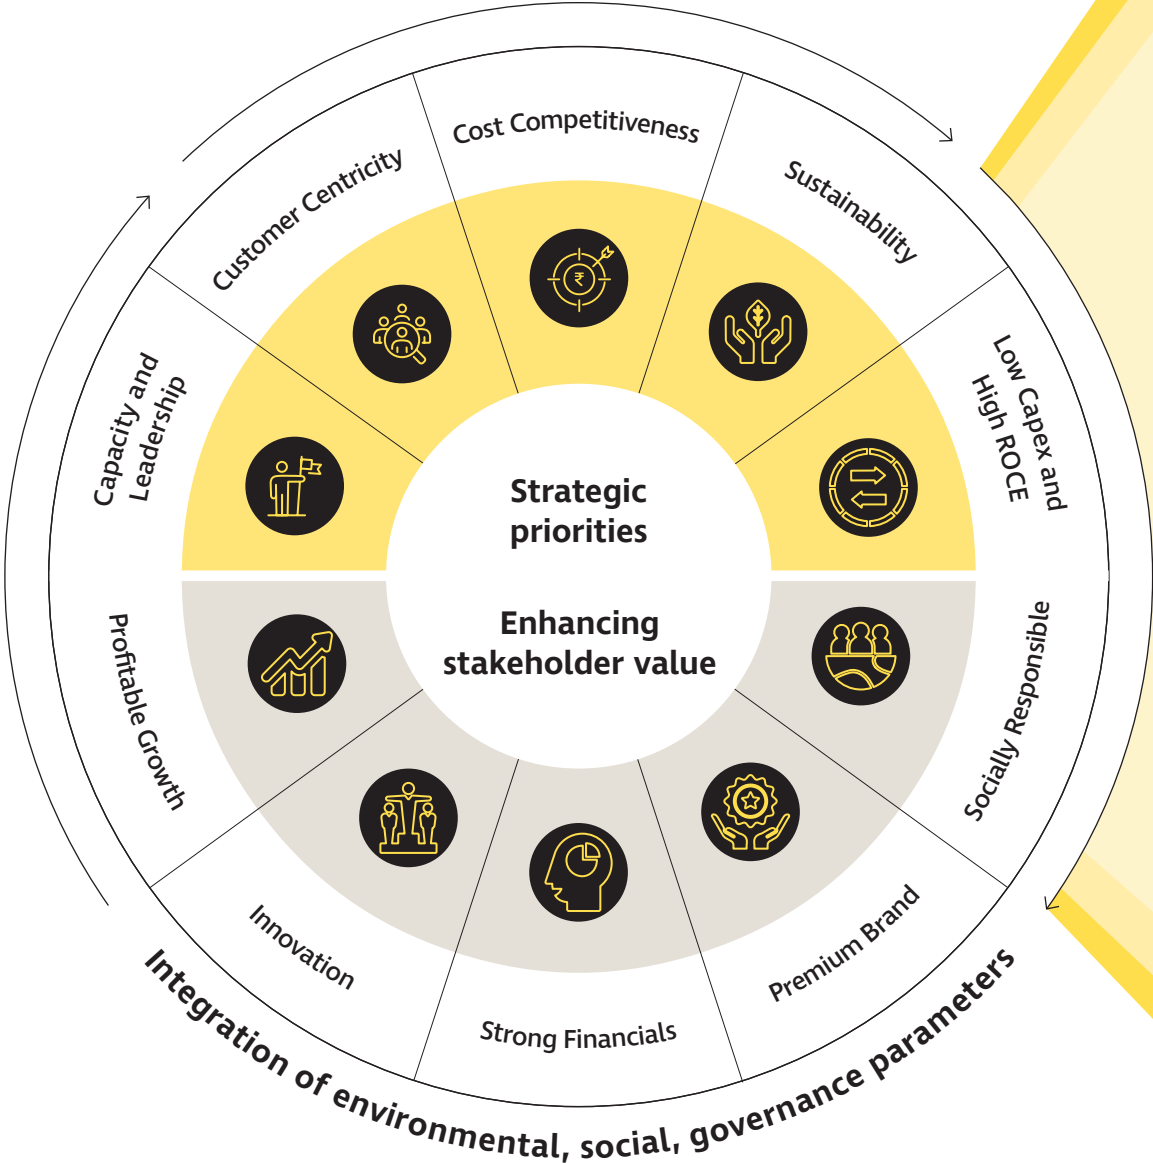 Cost Competitiveness
Customer Centricity
Sustainability
Capacity and
Leadership
Low Capex and
High ROCE
₹
Strategic
priorities
Enhancing
stakeholder value
Profitable Growth
Socially Responsible
Innovation
Premium Brand
Strong Financials
Integration of environmental, social, governance parameters